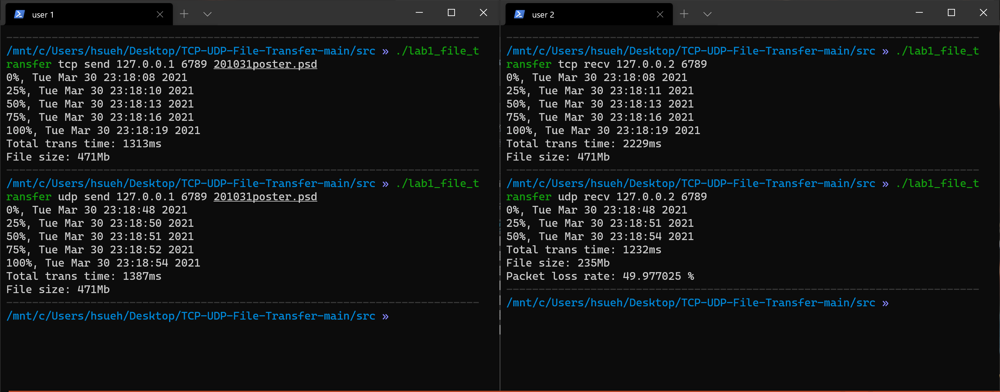 user 1
/mnt/c/Users/hsueh/Desktop/TCP-UDP-File-Transfer-main/src » ./lab1_file_t
ransfer tcp send 127.0.0.1 6789 201031poster.psd
0%, Tue Mar 30 23:18:08 2021
25%, Tue Mar 30 23:18:10 2021
50%, Tue Mar 30 23:18:13 2021
75%, Tue Mar 30 23:18:16 2021
100%, Tue Mar 30 23:18:19 2021
Total trans time: 1313ms
File size: 471Mb
/mnt/c/Users/hsueh/Desktop/TCP-UDP-File-Transfer-main/src » ./lab1_file_t
ransfer udp send 127.0.0.1 6789 201031poster.psd
0%, Tue Mar 30 23:18:48 2021
25%, Tue Mar 30 23:18:50 2021
50%, Tue Mar 30 23:18:51 2021
75%, Tue Mar 30 23:18:52 2021
100%, Tue Mar 30 23:18:54 2021
Total trans time: 1387ms
File size: 471Mb
/mnt/c/Users/hsueh/Desktop/TCP-UDP-File-Transfer-main/src »
user 2
/mnt/c/Users/hsueh/Desktop/TCP-UDP-File-Transfer-main/src » ./lab1_file_t
ransfer tcp recv 127.0.0.2 6789
0%, Tue Mar 30 23:18:08 2021
25%, Tue Mar 30 23:18:11 2021
50%, Tue Mar 30 23:18:13 2021
75%, Tue Mar 30 23:18:16 2021
100%, Tue Mar 30 23:18:19 2021
Total trans time: 2229ms
File size: 471Mb
/mnt/c/Users/hsueh/Desktop/TCP-UDP-File-Transfer-main/src » ./lab1_file_t
ransfer udp recv 127.0.0.2 6789
0%, Tue Mar 30 23:18:48 2021
25%, Tue Mar 30 23:18:51 2021
50%, Tue Mar 30 23:18:54 2021
Total trans time: 1232ms
File size: 235Mb
Packet loss rate: 49.977025 %
/mnt/c/Users/hsueh/Desktop/TCP-UDP-File-Transfer-main/src »